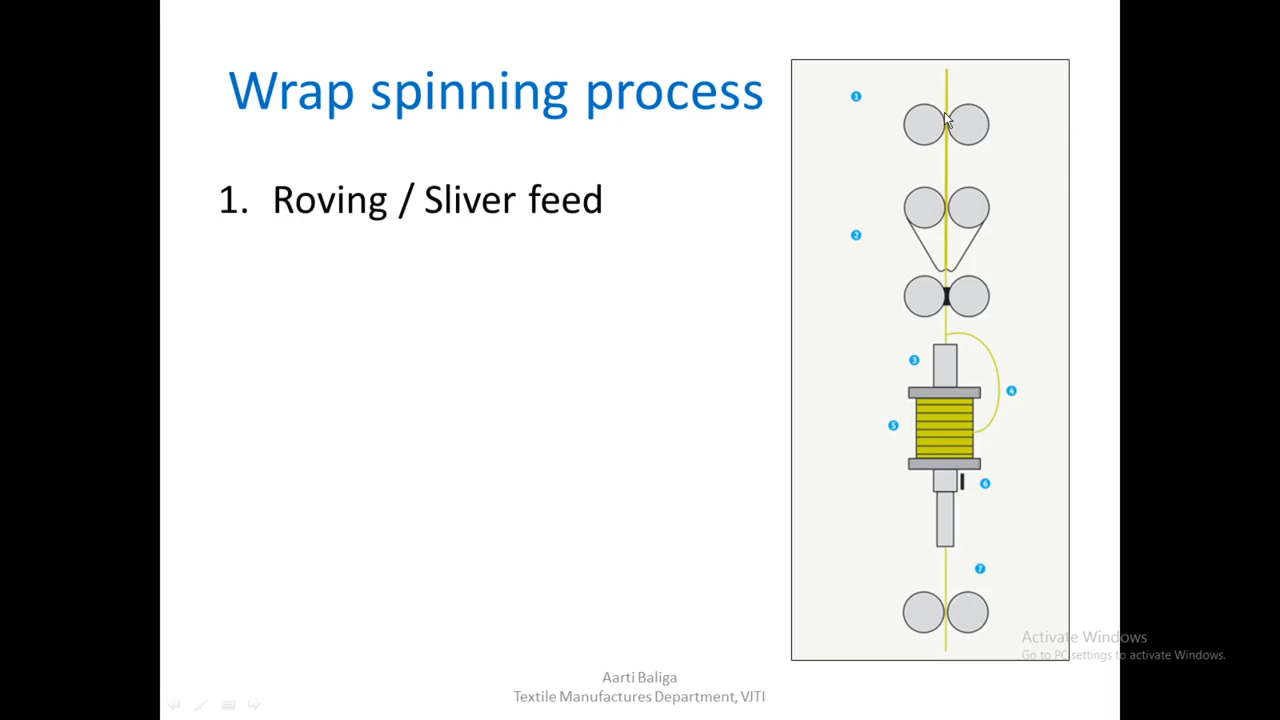 Wrap spinning process
1. Roving / Sliver feed
1
2
3
4
5
6
7
Activate Windows
Go to PC settings to activate Windows.
Aarti Baliga
Textile Manufactures Department, VJTI